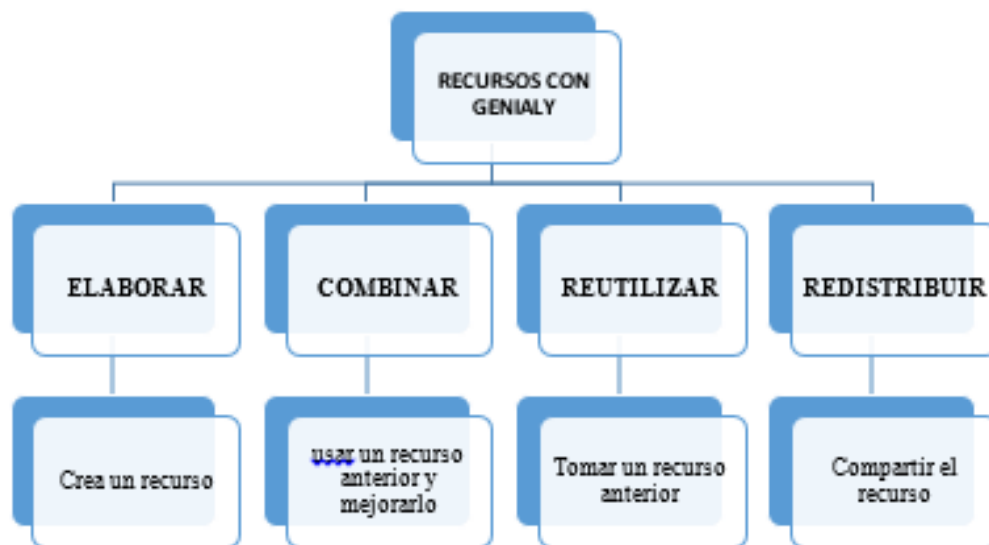 RECURSOS CON
GENIALY
ELABORAR
COMBINAR
REUTILIZAR
REDISTRIBUIR
Crea un recurso
usar un recurso
anterior y
mejorarlo
Tomar un recurso
anterior
Compartir el
recurso